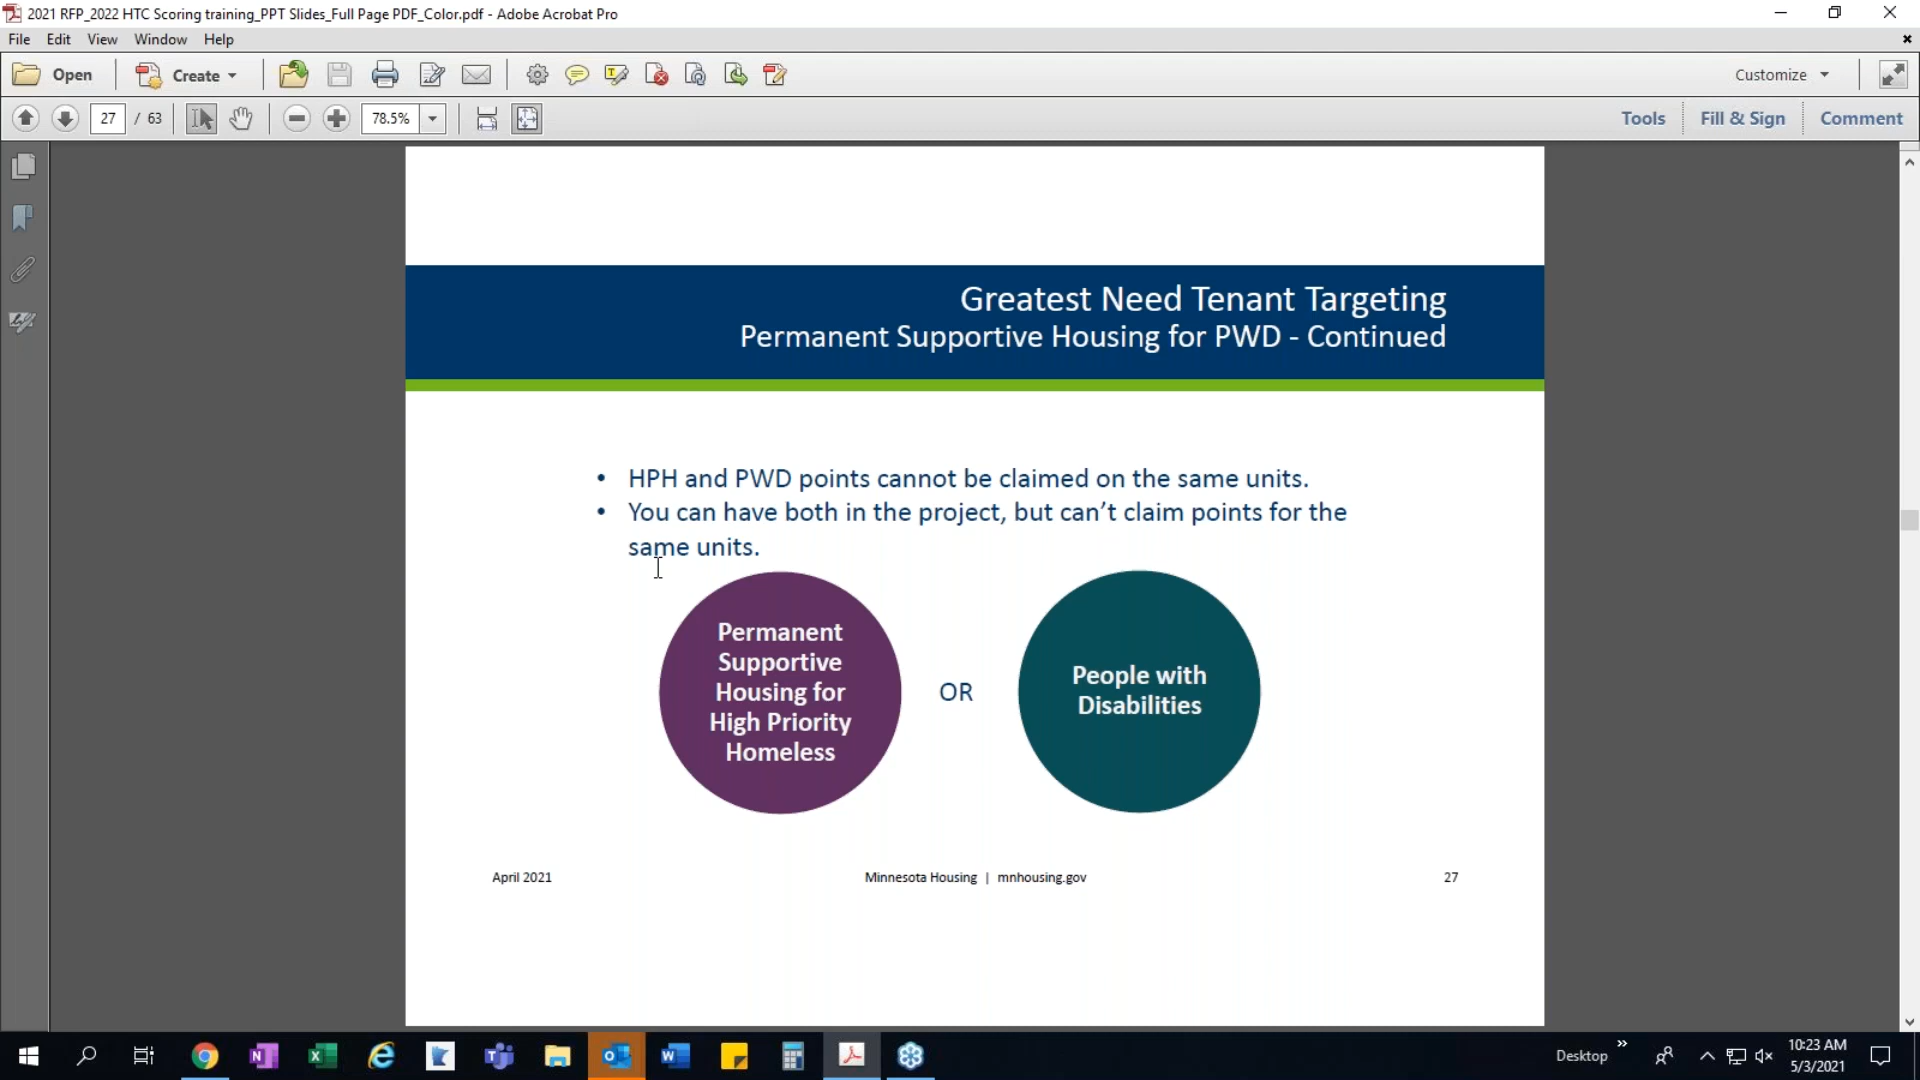 2021 RFP_2022 HTC Scoring training_PPT Slides_Full Page PDF_Color.pdf - Adobe Acrobat Pro
File Edit View Window Help
Open Create Customize
27 / 63 78.5% Tools Fill & Sign Comment
Greatest Need Tenant Targeting
Permanent Supportive Housing for PWD - Continued
• HPH and PWD points cannot be claimed on the same units.
• You can have both in the project, but can’t claim points for the
same units.
Permanent
Supportive
Housing for
High Priority
Homeless
OR
People with
Disabilities
April 2021 Minnesota Housing | mnhousing.gov 27
Desktop
10:23 AM
5/3/2021